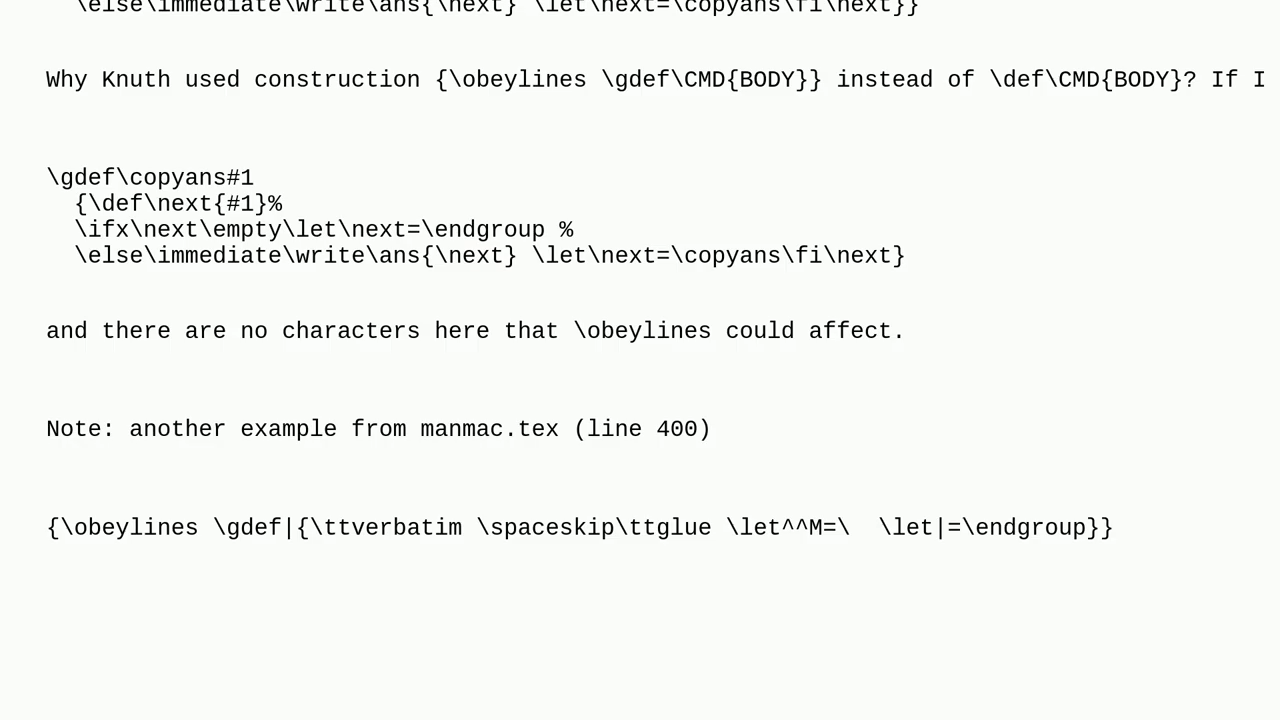 \else\immediate\write\ans{\next} \let\next=\copyans\fi\next}}
Why Knuth used construction {\obeylines \gdef\CMD{BODY}} instead of \def\CMD{BODY}? If I
\gdef\copyans#1
{\def\next{#1}%
\ifx\next\empty\let\next=\endgroup %
\else\immediate\write\ans{\next} \let\next=\copyans\fi\next}
and there are no characters here that \obeylines could affect.
Note: another example from manmac.tex (line 400)
{\obeylines \gdef|{\ttverbatim \spaceskip\ttglue \let^^M=\  \let|=\endgroup}}